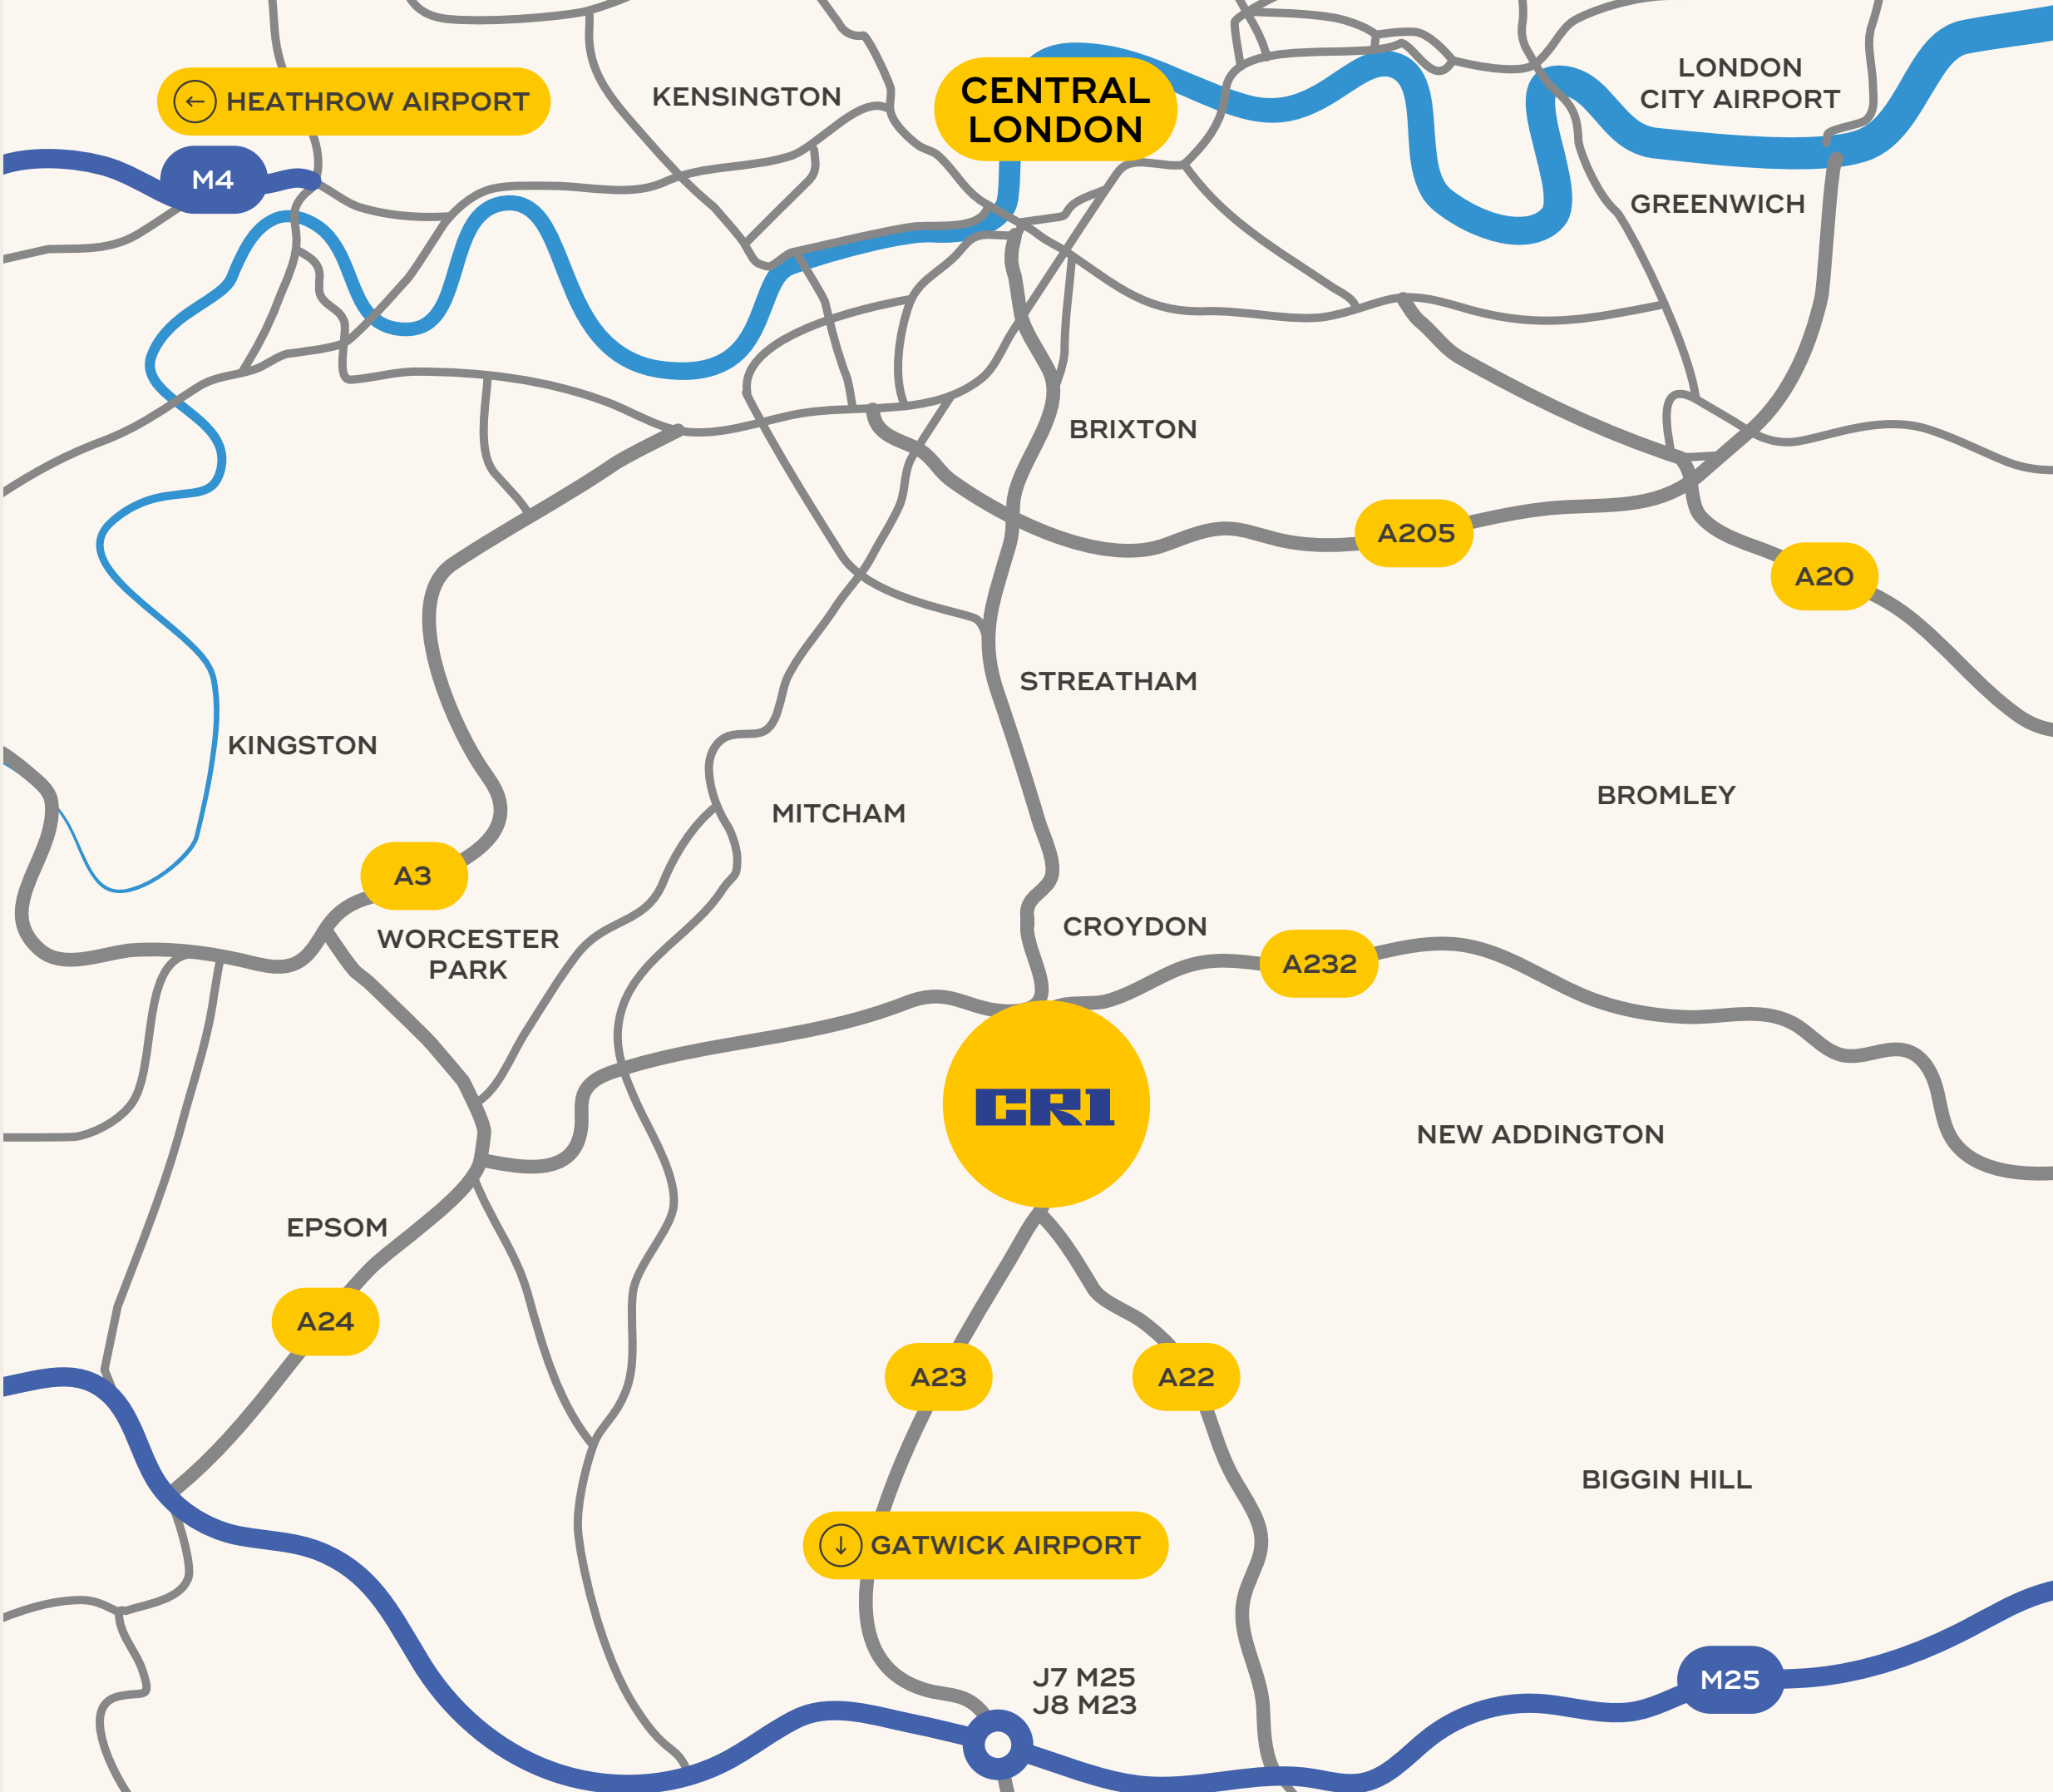 LONDON
CITY AIRPORT
KENSINGTON
HEATHROW AIRPORT
CENTRAL
LONDON
M4
GREENWICH
BRIXTON
A205
A20
STREATHAM
KINGSTON
BROMLEY
MITCHAM
A3
CROYDON
WORCESTER
PARK
A232
CR1
NEW ADDINGTON
EPSOM
A24
A23
A22
BIGGIN HILL
GATWICK AIRPORT
J7 M25
J8 M23
M25